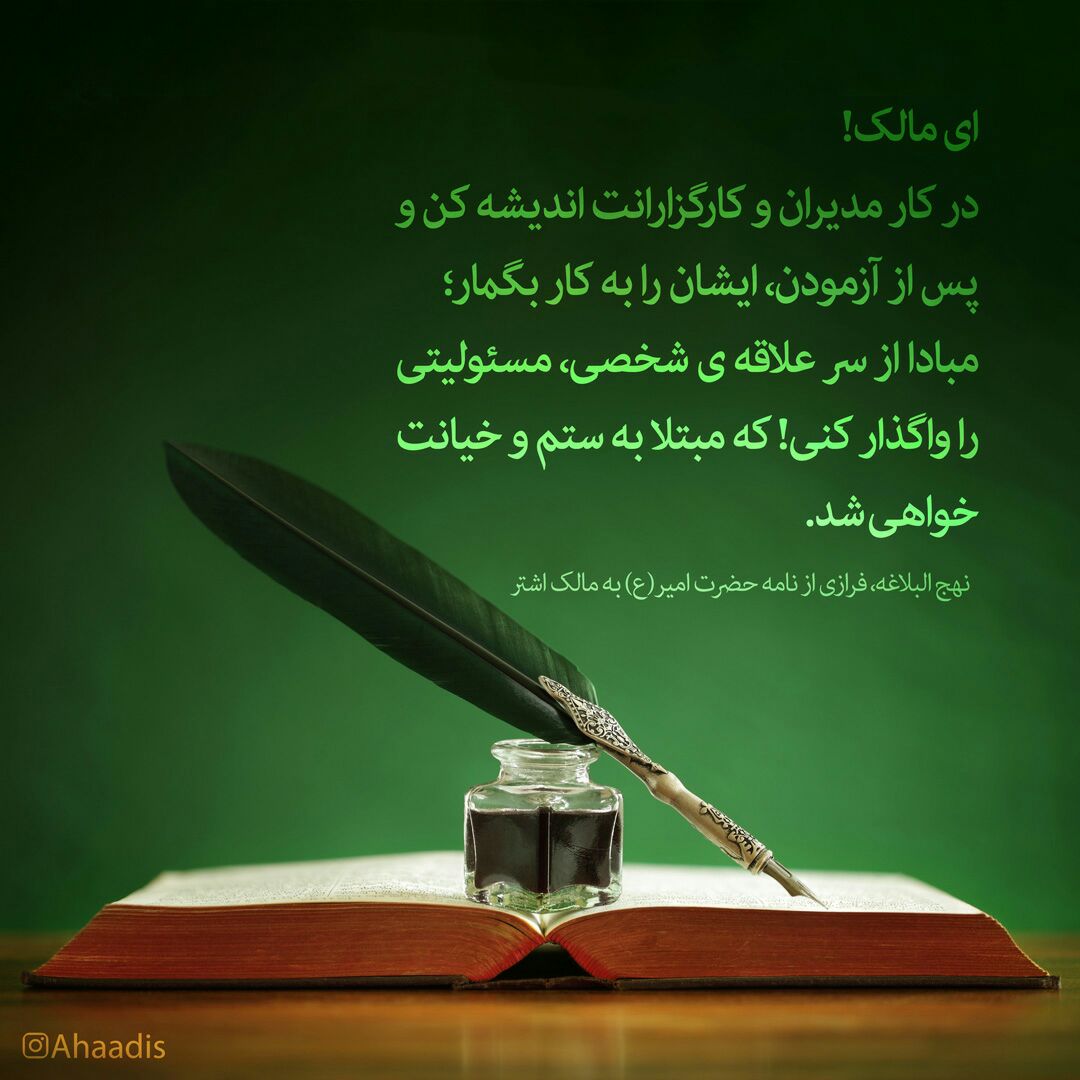 ای مالک!
در کار مدیران و کارگزارانت اندیشه کن و
پس از آزمودن، ایشان را به کار بگمار؛
مبادا از سر علاقه ی شخصی، مسئولیتی
را واگذار کنی! که مبتلا به ستم و خیانت
خواهی شد.
نهج البلاغه، فرازی از نامه حضرت امیر(ع) به مالک اشتر
Ahaadis